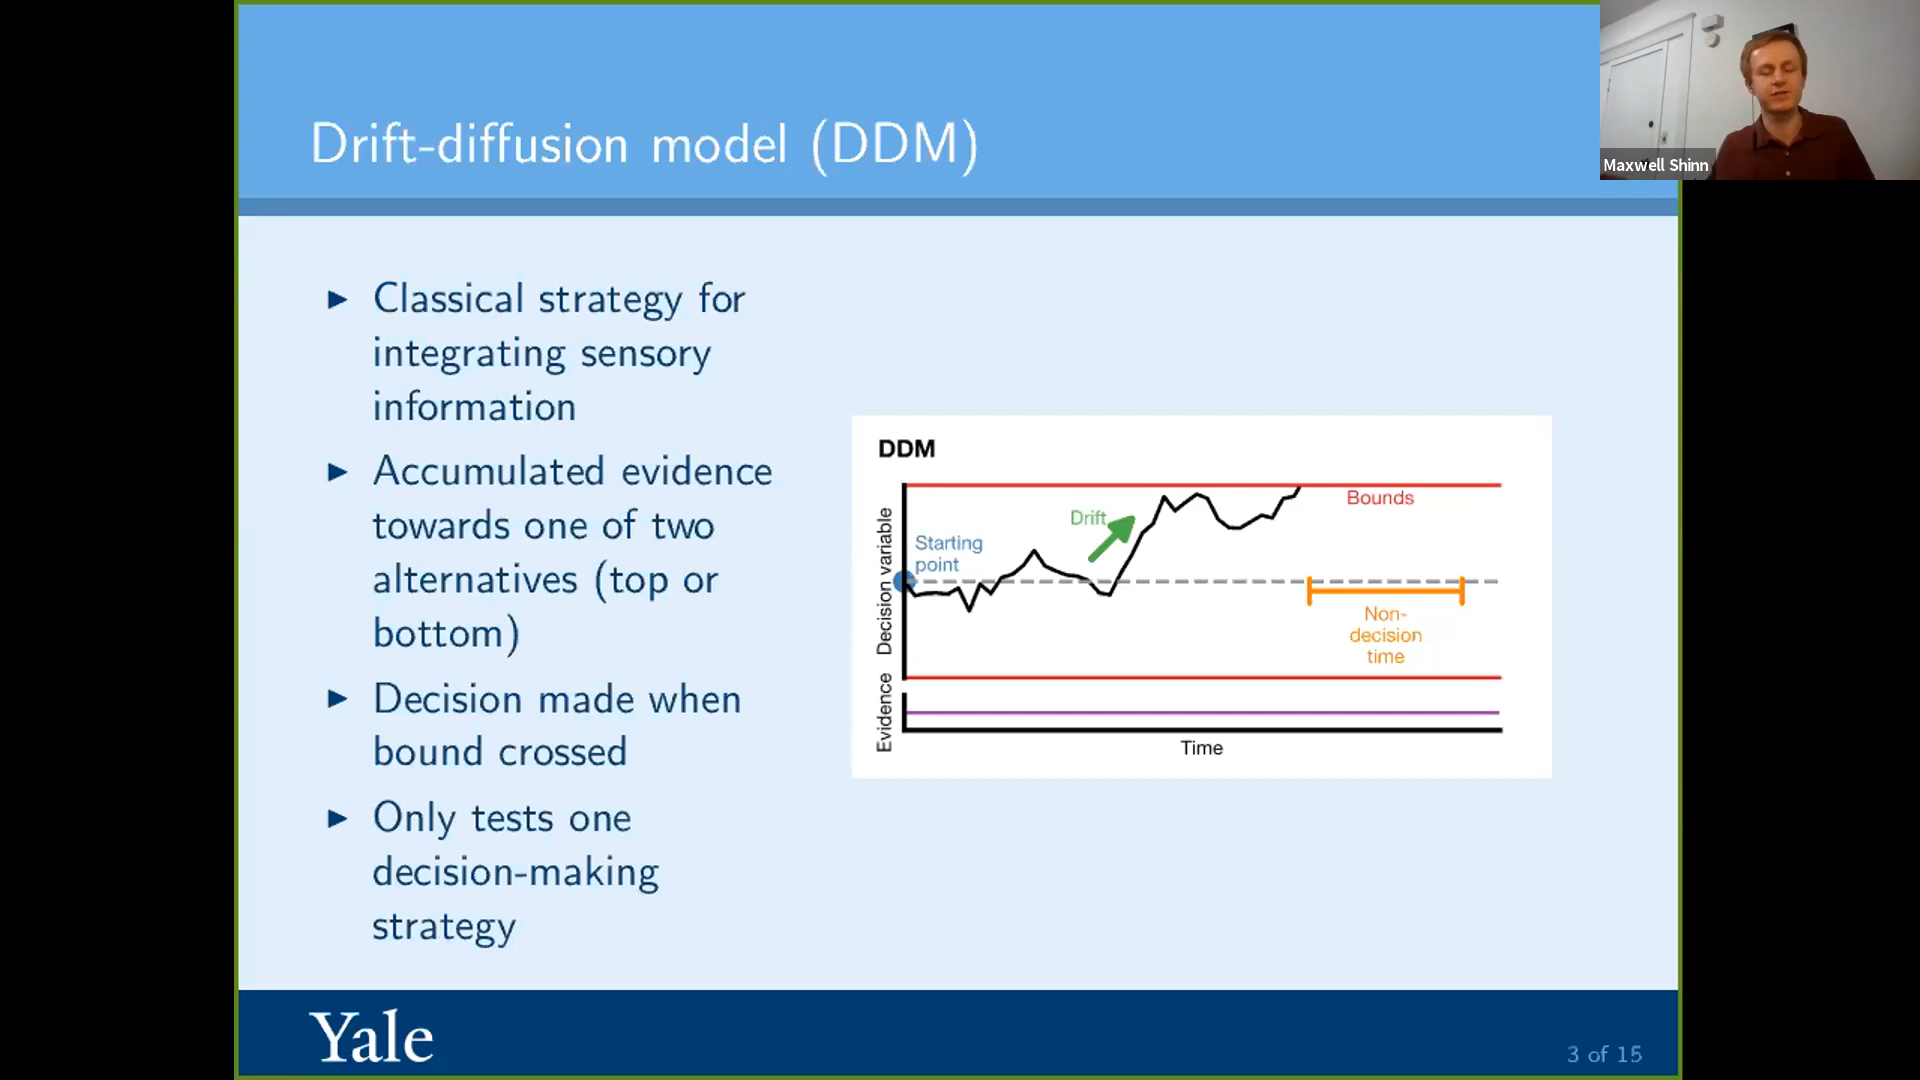 Drift-diffusion model (DDM)
Maxwell Shinn
► Classical strategy for
integrating sensory
information
► Accumulated evidence
towards one of two
alternatives (top or
bottom)
► Decision made when
bound crossed
► Only tests one
decision-making
strategy
DDM
Decision variable
Starting
point
Drift
Bounds
Non-
decision
time
Evidence
Time
Yale
3 of 15